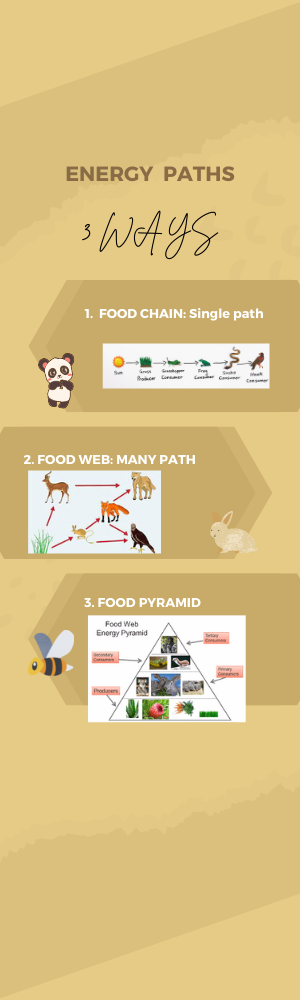 ENERGY PATHS
3 WAYS
1. FOOD CHAIN: Single path
Sun
Grass
Producer
Grasshopper
Consumer
Frog
Consumer
Snake
Consumer
Hawk
Consumer
2. FOOD WEB: MANY PATH
3. FOOD PYRAMID
Food Web
Energy Pyramid
Tertiary
Consumers
Secondary
Consumers
Primary
Consumers
Producers